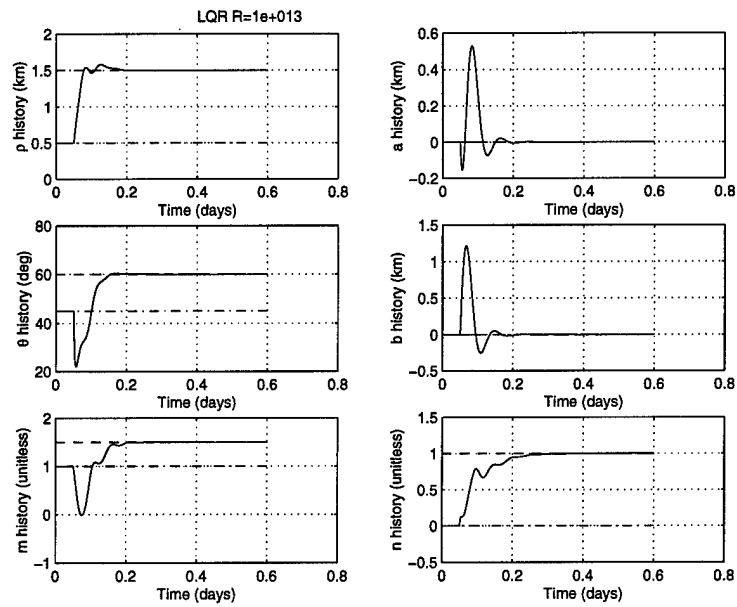 LQR R=1e+013
2
1.5
1
0.5
0
0 0.2 0.4 0.6 0.8
Time (days)
ρ history (km)
0.6
0.4
0.2
0
−0.2
0 0.2 0.4 0.6 0.8
Time (days)
a history (km)
80
60
40
20
0 0.2 0.4 0.6 0.8
Time (days)
θ history (deg)
1.5
1
0.5
0
−0.5
0 0.2 0.4 0.6 0.8
Time (days)
b history (km)
2
1
0
−1
0 0.2 0.4 0.6 0.8
Time (days)
m history (unitless)
1.5
1
0.5
0
−0.5
0 0.2 0.4 0.6 0.8
Time (days)
n history (unitless)